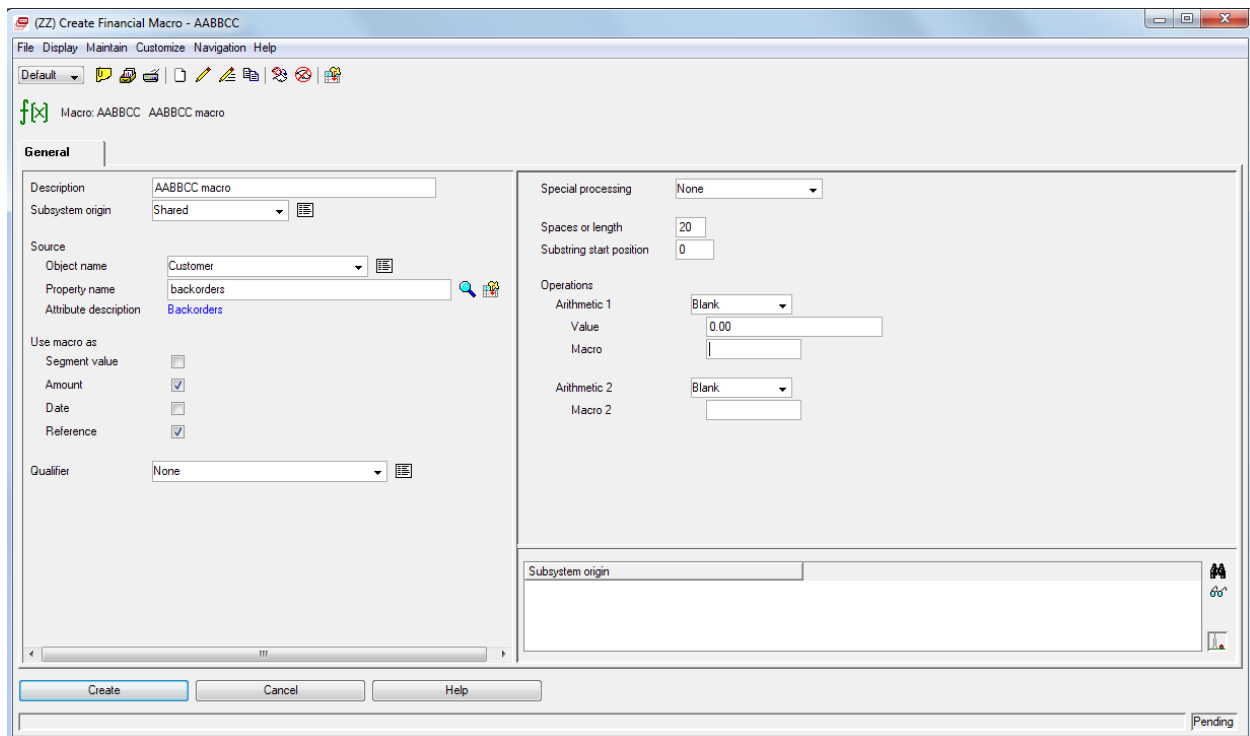 (ZZ) Create Financial Macro - AABBCC
File Display Maintain Customize Navigation Help
Default
f[x] Macro: AABBCC AABBCC macro
General
Description AABBCC macro
Subsystem origin Shared
Source
Object name Customer
Property name backorders
Attribute description Backorders
Use macro as
Segment value
Amount
Date
Reference
Qualifier None
Special processing None
Spaces or length 20
Substring start position 0
Operations
Arithmetic 1 Blank
Value 0.00
Macro
Arithmetic 2 Blank
Macro 2
Subsystem origin
Create Cancel Help
Pending